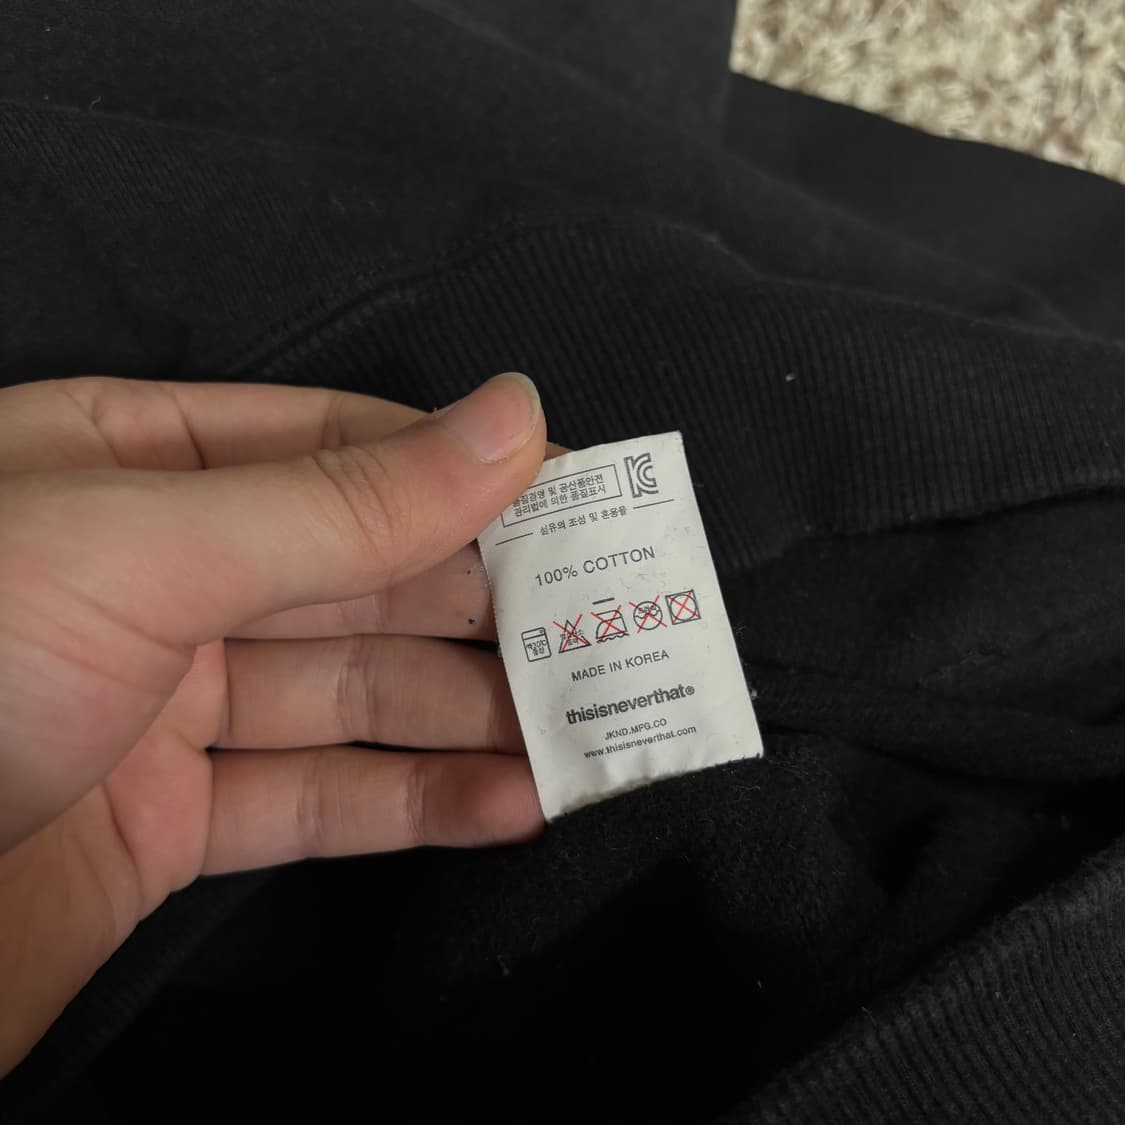 품질경영 및 공산품안전
관리법에 의한 품질표시
섬유의 조성 및 혼용율
100% COTTON
MADE IN KOREA
thisisneverthat®
JKND.MFG.CO
www.thisisneverthat.com